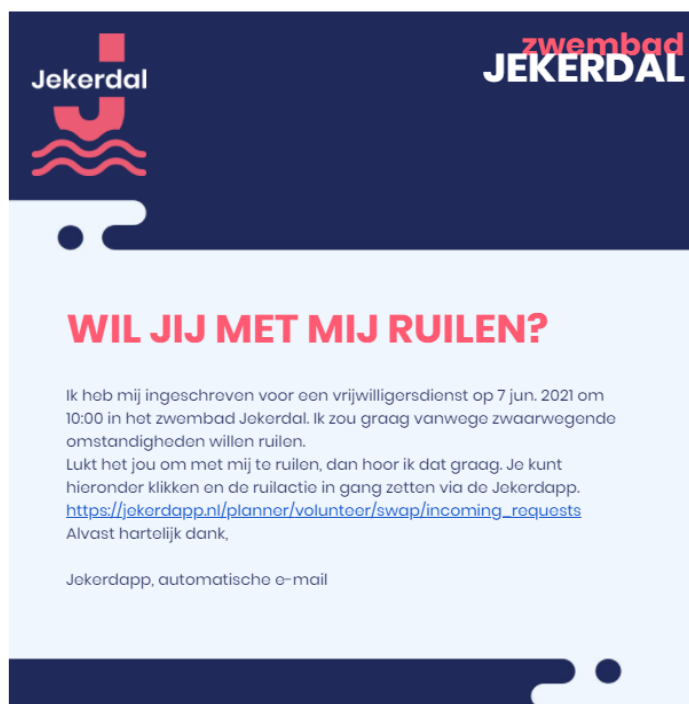 Jekerdal
zwembad
JEKERDAL
WIL JIJ MET MIJ RUILEN?
Ik heb mij ingeschreven voor een vrijwilligersdienst op 7 jun. 2021 om
10:00 in het zwembad Jekerdal. Ik zou graag vanwege zwaarwegende
omstandigheden willen ruilen.
Lukt het jou om met mij te ruilen, dan hoor ik dat graag. Je kunt
hieronder klikken en de ruilactie in gang zetten via de Jekerdapp.
https://jekerdapp.nl/planner/volunteer/swap/incoming_requests
Alvast hartelijk dank,
Jekerdapp, automatische e-mail